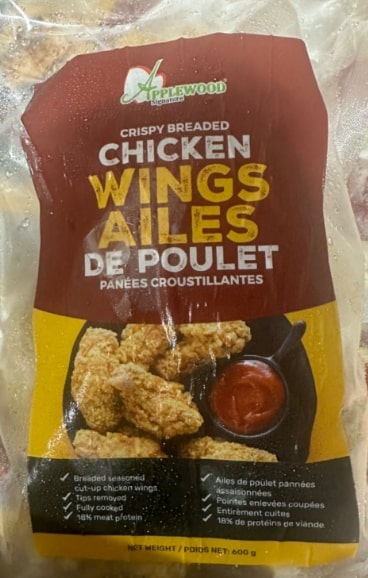 APPLEWOOD
Signature
CRISPY BREADED
CHICKEN
WINGS
AILES
DE POULET
PANÉES CROUSTILLANTES
✓ Breaded seasoned
cut-up chicken wings
✓ Tips removed
✓ Fully cooked
✓ 18% meat protein
✓ Ailes de poulet pannées
assaisonnées
✓ Pointes enlevées coupées
✓ Entirèment cuites
✓ 18% de protéins de viande
NET WEIGHT / POIDS NET: 600 g